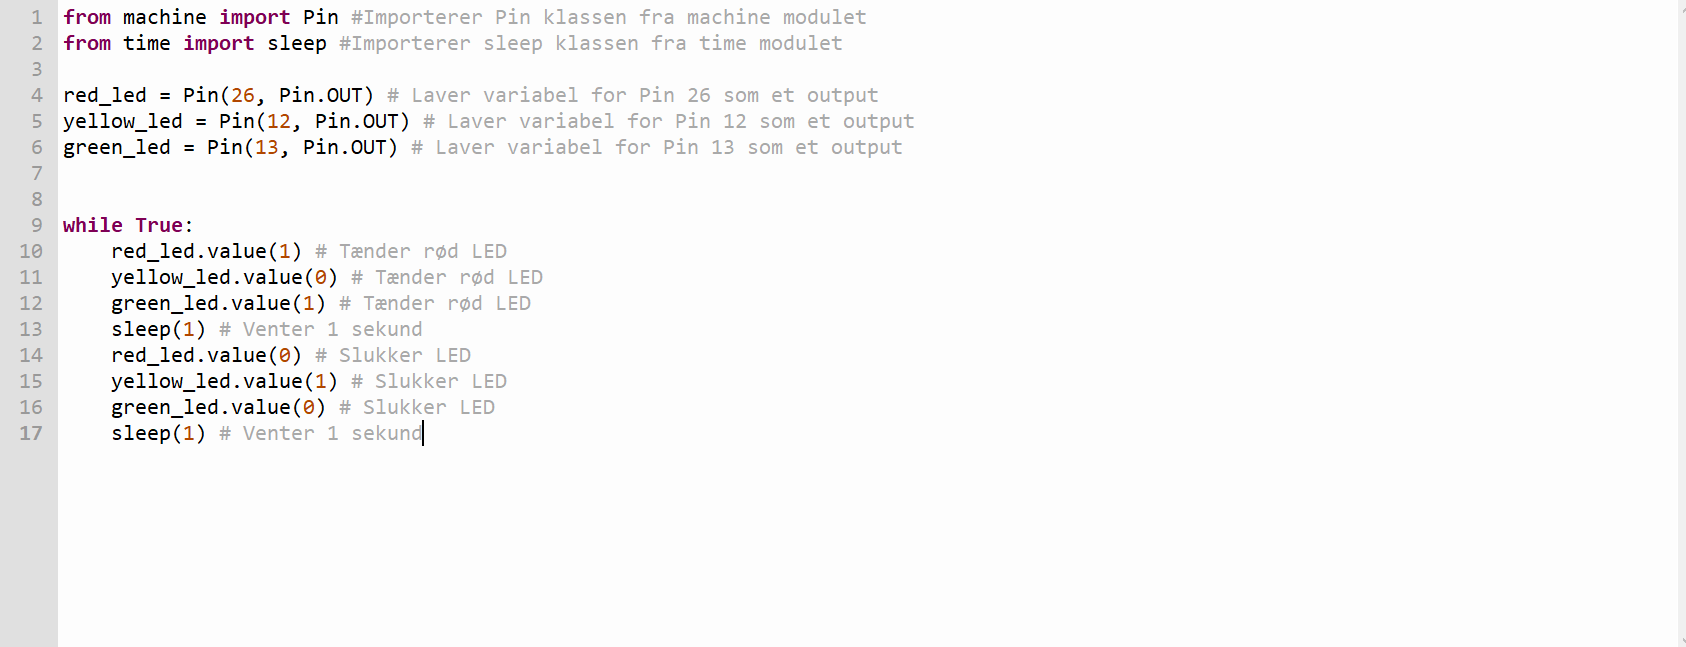 1 from machine import Pin #Importerer Pin klassen fra machine modulet
2 from time import sleep #Importerer sleep klassen fra time modulet
3
4 red_led = Pin(26, Pin.OUT) # Laver variabel for Pin 26 som et output
5 yellow_led = Pin(12, Pin.OUT) # Laver variabel for Pin 12 som et output
6 green_led = Pin(13, Pin.OUT) # Laver variabel for Pin 13 som et output
7
8
9 while True:
10     red_led.value(1) # Tænder rød LED
11     yellow_led.value(0) # Tænder rød LED
12     green_led.value(1) # Tænder rød LED
13     sleep(1) # Venter 1 sekund
14     red_led.value(0) # Slukker LED
15     yellow_led.value(1) # Slukker LED
16     green_led.value(0) # Slukker LED
17     sleep(1) # Venter 1 sekund